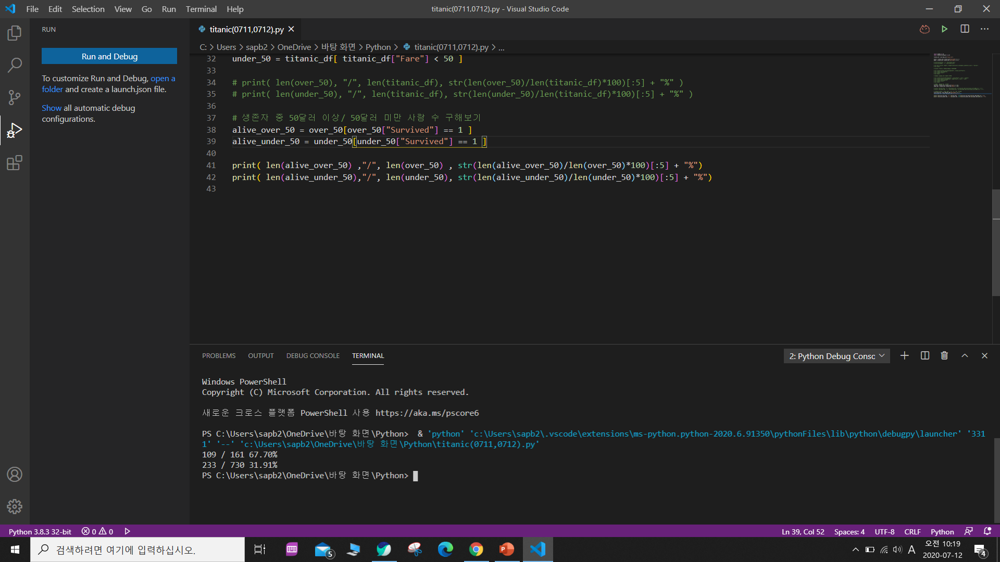 File Edit Selection View Go Run Terminal Help
titanic(0711,0712).py - Visual Studio Code
RUN
Run and Debug
To customize Run and Debug, open a
folder and create a launch.json file.
Show all automatic debug
configurations.
titanic(0711,0712).py
C: > Users > sapb2 > OneDrive > 바탕 화면 > Python > titanic(0711,0712).py > ...
32 under_50 = titanic_df[ titanic_df["Fare"] < 50 ]
33
34 # print( len(over_50), "/", len(titanic_df), str(len(over_50)/len(titanic_df)*100)[:5] + "%" )
35 # print( len(under_50), "/", len(titanic_df), str(len(under_50)/len(titanic_df)*100)[:5] + "%" )
36
37 # 생존자 중 50달러 이상/ 50달러 미만 사람 수 구해보기
38 alive_over_50 = over_50[over_50["Survived"] == 1 ]
39 alive_under_50 = under_50[under_50["Survived"] == 1 ]
40
41 print( len(alive_over_50) ,"/", len(over_50) , str(len(alive_over_50)/len(over_50)*100)[:5] + "%")
42 print( len(alive_under_50),"/", len(under_50), str(len(alive_under_50)/len(under_50)*100)[:5] + "%")
43
PROBLEMS OUTPUT DEBUG CONSOLE TERMINAL
2: Python Debug Consc
Windows PowerShell
Copyright (C) Microsoft Corporation. All rights reserved.
새로운 크로스 플랫폼 PowerShell 사용 https://aka.ms/pscore6
PS C:\Users\sapb2\OneDrive\바탕 화면\Python>  & 'python' 'c:\Users\sapb2\.vscode\extensions\ms-python.python-2020.6.91350\pythonFiles\lib\python\debugpy\launcher' '331
1' '--' 'c:\Users\sapb2\OneDrive\바탕 화면\Python\titanic(0711,0712).py'
109 / 161 67.70%
233 / 730 31.91%
PS C:\Users\sapb2\OneDrive\바탕 화면\Python>
Python 3.8.3 32-bit 0 0
Ln 39, Col 52 Spaces: 4 UTF-8 CRLF Python
검색하려면 여기에 입력하십시오.
5
A
오전 10:19
2020-07-12
4